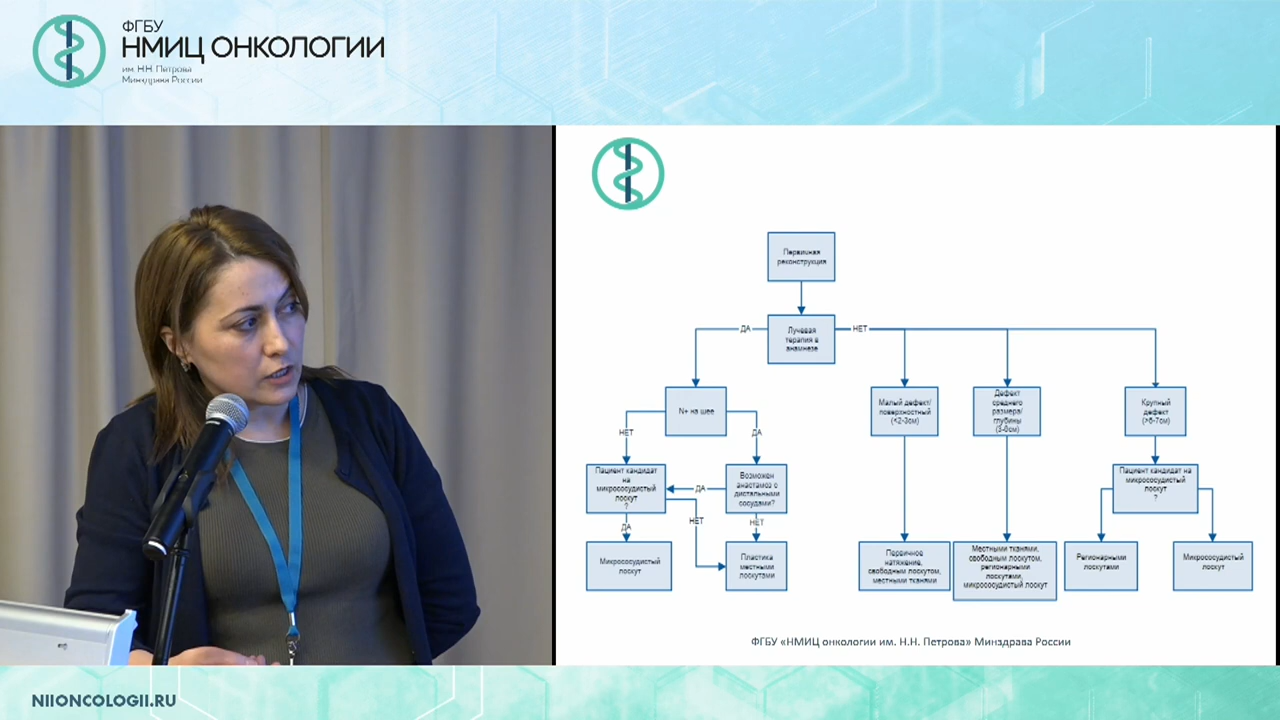 ФГБУ
НМИЦ ОНКОЛОГИИ
им. Н.Н. Петрова
Минздрава России
Первичная
реконструкция
Лучевая
терапия в
анамнезе
ДА
НЕТ
N+ на шее
Малый дефект/
поверхностный
(<2-3см)
Дефект
среднего
размера/
глубины
(3-6см)
Крупный
дефект
(>6-7см)
НЕТ
ДА
Пациент кандидат
на
микрососудистый
лоскут
?
ДА
Возможен
анастамоз с
дистальными
сосудами?
Пациент кандидат на
микрососудистый
лоскут
?
ДА
НЕТ
НЕТ
Микрососудистый
лоскут
Пластика
местными
лоскутами
Первичное
натяжение,
свободным лоскутом,
местными тканями
Местными тканями,
свободным лоскутом,
регионарными
лоскутами,
микрососудистый лоскут
Регионарными
лоскутами
Микрососудистый
лоскут
ФГБУ «НМИЦ онкологии им. Н.Н. Петрова» Минздрава России
NIIONCOLOGII.RU